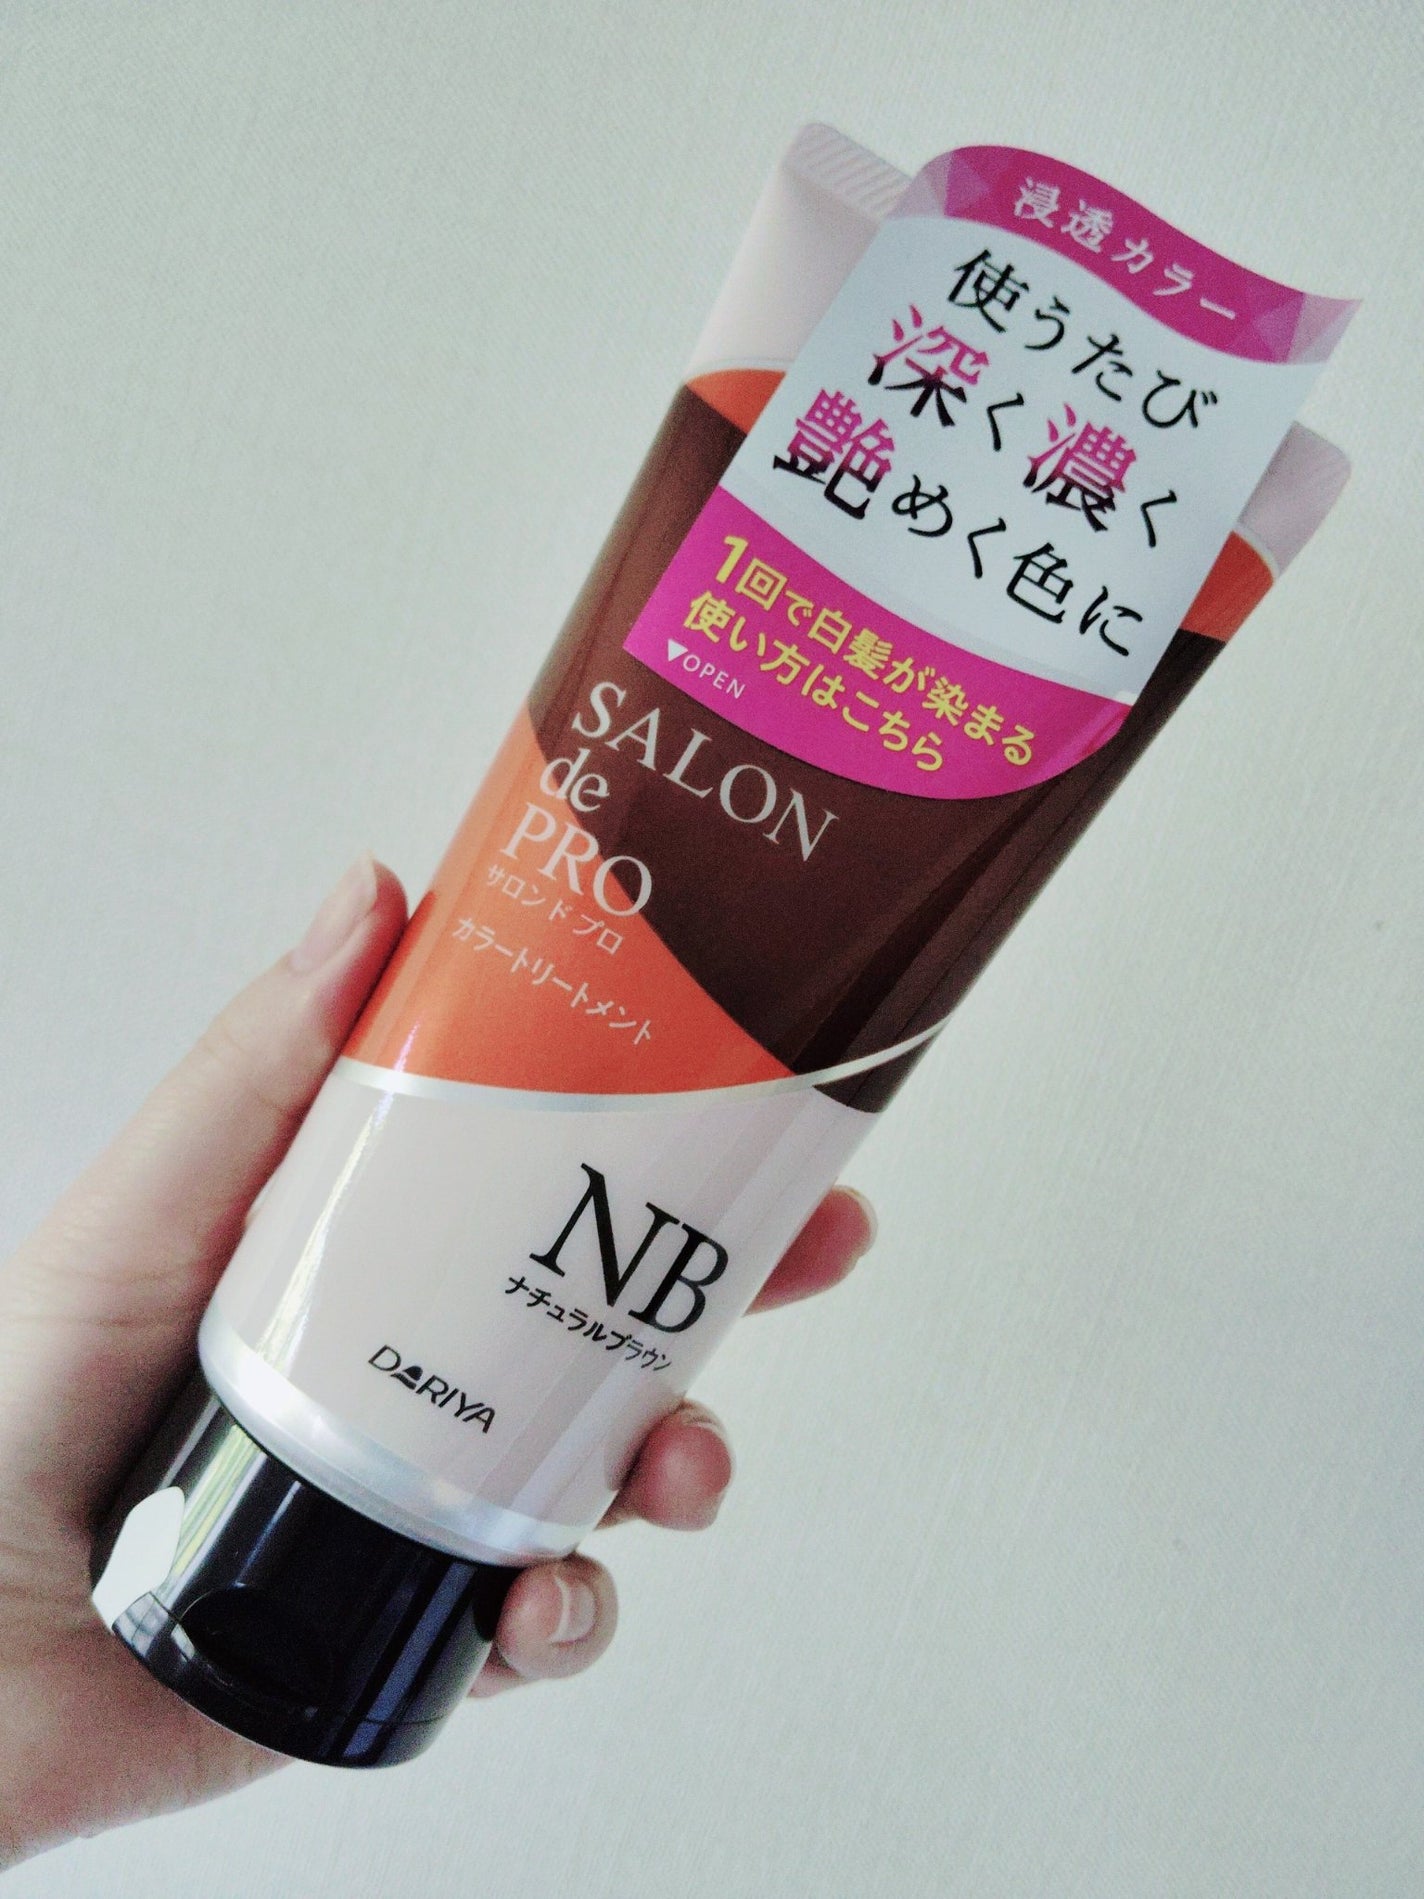 浸透カラー
使うたび
深く濃く
艶めく色に
1回で白髪が染まる
使い方はこちら
▼OPEN
SALON
de
PRO
サロン ド プロ
カラートリートメント
NB
ナチュラルブラウン
DARIYA